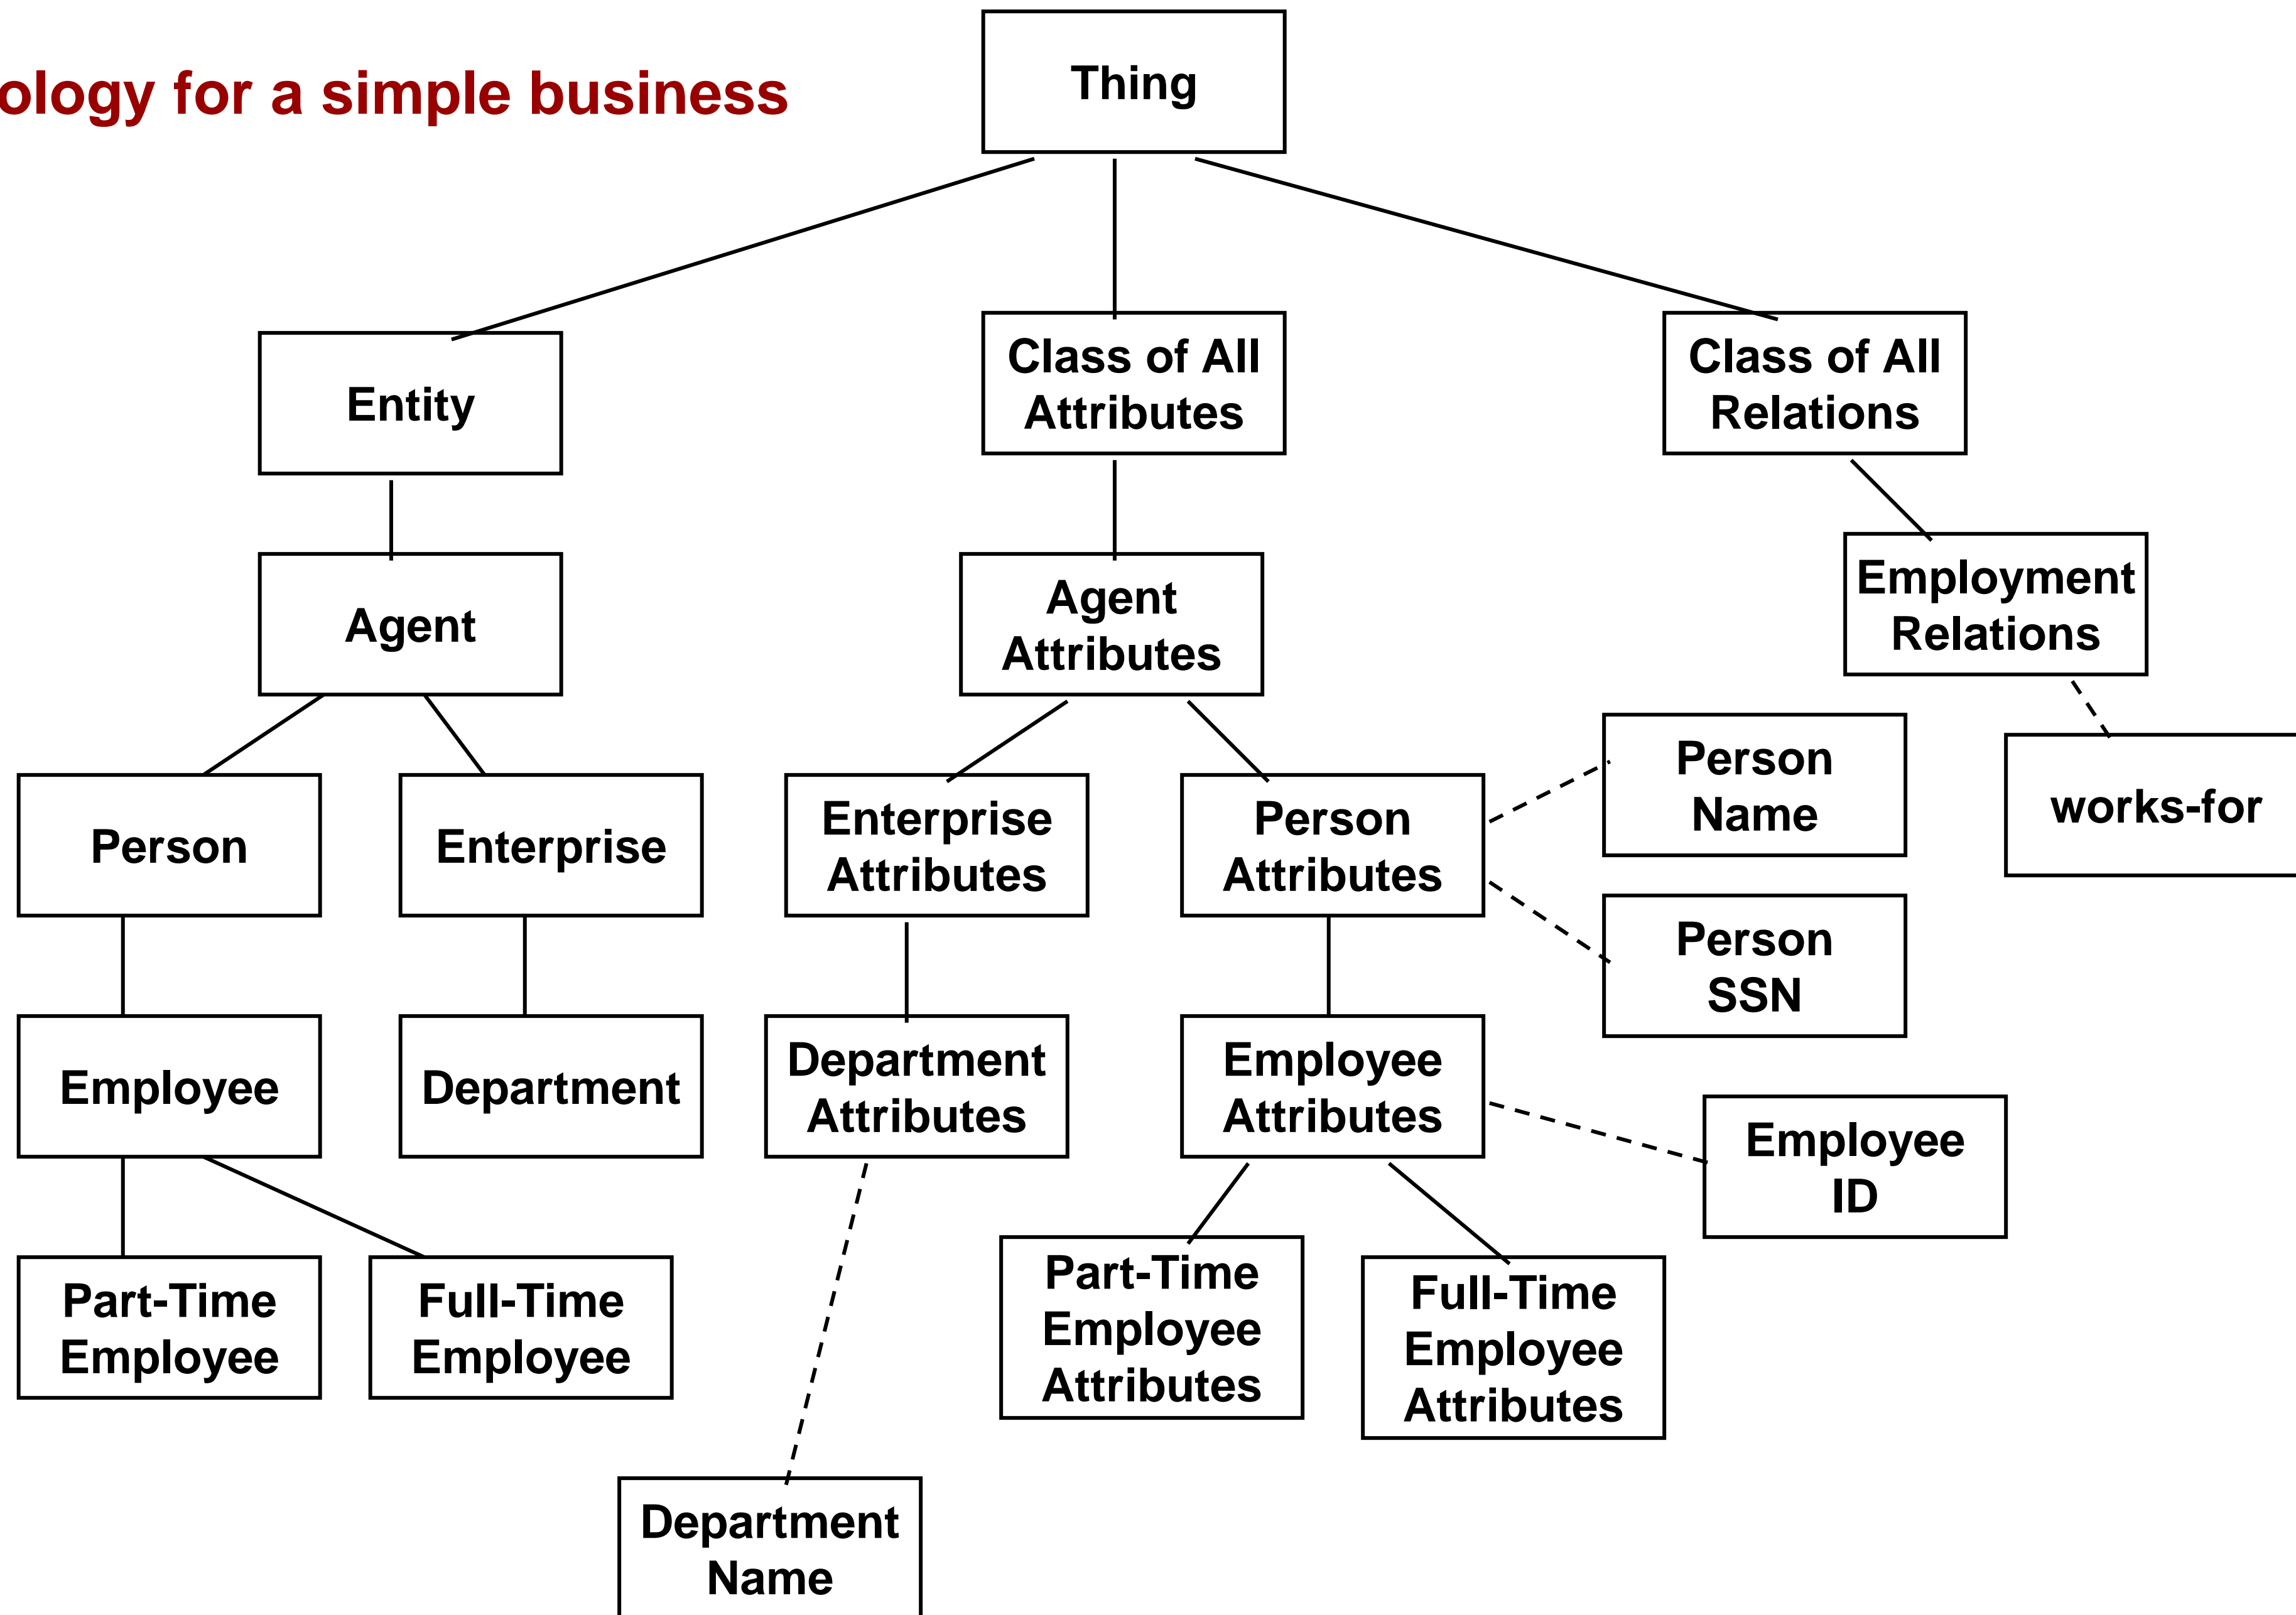 ology for a simple business
Thing
Entity
Class of All
Attributes
Class of All
Relations
Agent
Agent
Attributes
Employment
Relations
Person
Enterprise
Enterprise
Attributes
Person
Attributes
Person
Name
works-for
Person
SSN
Employee
Department
Department
Attributes
Employee
Attributes
Employee
ID
Part-Time
Employee
Full-Time
Employee
Part-Time
Employee
Attributes
Full-Time
Employee
Attributes
Department
Name